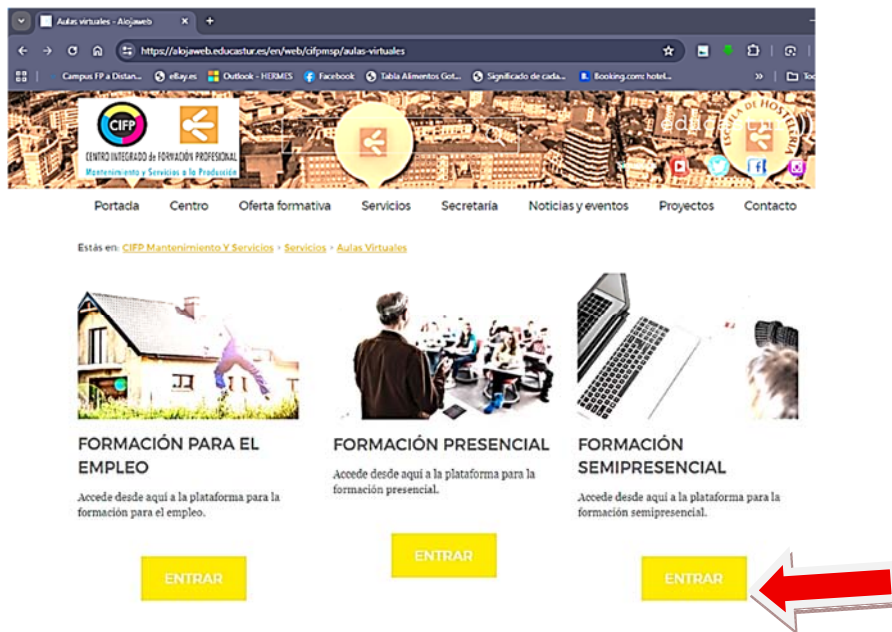 Aulas virtuales - Alojaweb
https://alojaweb.educastur.es/en/web/cifpmsp/aulas-virtuales
Campus FP a Distan... eBay.es Outlook - HERMES Facebook Tabla Alimentos Got... Significado de cada... Booking.com: hotel... »
CIFP
CENTRO INTEGRADO de FORMACIÓN PROFESIONAL
Mantenimiento y Servicios a la Producción
educastur
Portada Centro Oferta formativa Servicios Secretaría Noticias y eventos Proyectos Contacto
Estás en: CIFP Mantenimiento Y Servicios > Servicios > Aulas Virtuales
FORMACIÓN PARA EL
EMPLEO
Accede desde aquí a la plataforma para la
formación para el empleo.
ENTRAR
FORMACIÓN PRESENCIAL
Accede desde aquí a la plataforma para la
formación presencial.
ENTRAR
FORMACIÓN
SEMIPRESENCIAL
Accede desde aquí a la plataforma para la
formación semipresencial.
ENTRAR